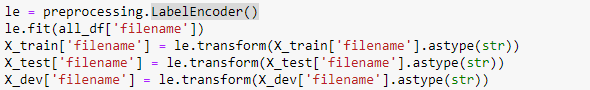 le = preprocessing.LabelEncoder()
le.fit(all_df['filename'])
X_train['filename'] = le.transform(X_train['filename'].astype(str))
X_test['filename'] = le.transform(X_test['filename'].astype(str))
X_dev['filename'] = le.transform(X_dev['filename'].astype(str))